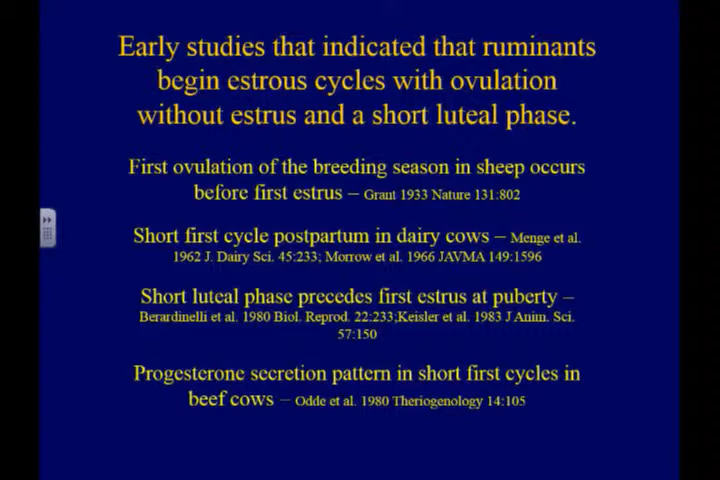 Early studies that indicated that ruminants
begin estrous cycles with ovulation
without estrus and a short luteal phase.
First ovulation of the breeding season in sheep occurs
before first estrus – Grant 1933 Nature 131:802
Short first cycle postpartum in dairy cows – Menge et al.
1962 J. Dairy Sci. 45:233; Morrow et al. 1966 JAVMA 149:1596
Short luteal phase precedes first estrus at puberty –
Berardinelli et al. 1980 Biol. Reprod. 22:233;Keisler et al. 1983 J Anim. Sci.
57:150
Progesterone secretion pattern in short first cycles in
beef cows – Odde et al. 1980 Theriogenology 14:105